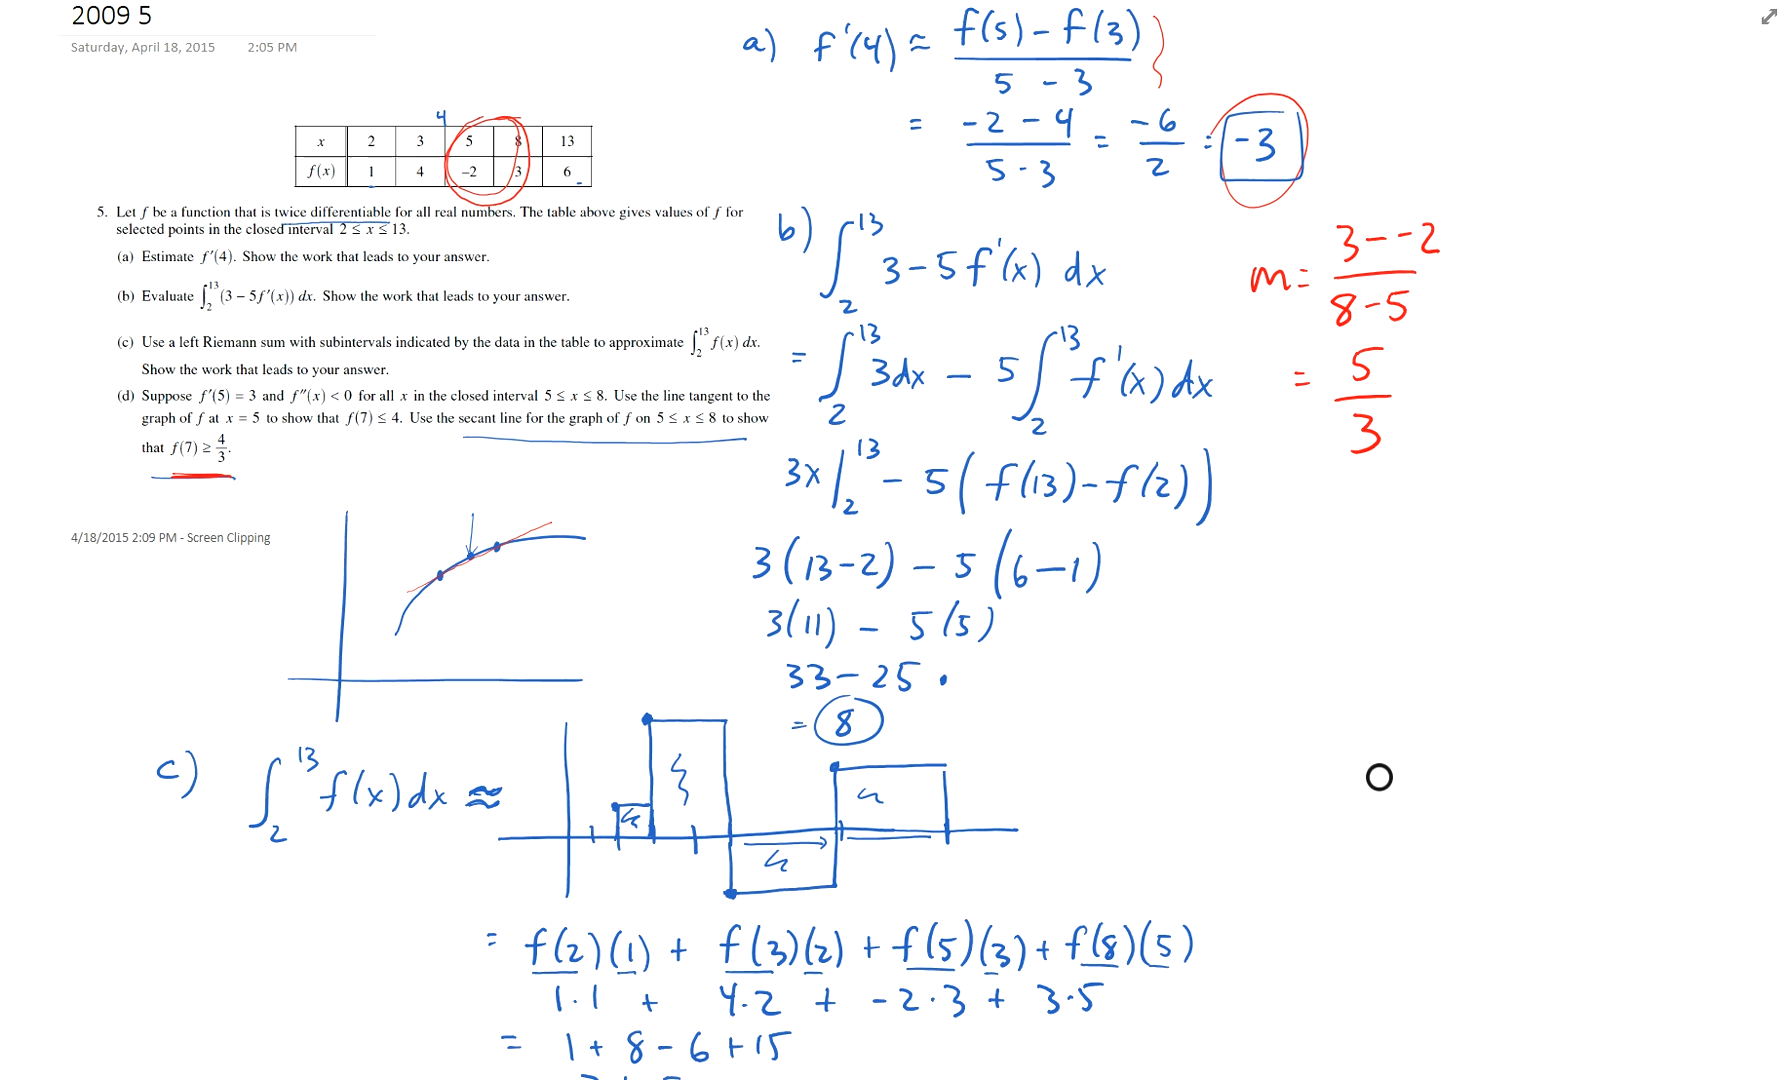 2009 5
Saturday, April 18, 2015 2:05 PM
4
x 2 3 5 8 13
f(x) 1 4 –2 3 6
5. Let f be a function that is twice differentiable for all real numbers. The table above gives values of f for
selected points in the closed interval 2 ≤ x ≤ 13.
(a) Estimate f′(4). Show the work that leads to your answer.
(b) Evaluate ∫₂¹³ (3 – 5f′(x)) dx. Show the work that leads to your answer.
(c) Use a left Riemann sum with subintervals indicated by the data in the table to approximate ∫₂¹³ f(x) dx.
Show the work that leads to your answer.
(d) Suppose f′(5) = 3 and f″(x) < 0 for all x in the closed interval 5 ≤ x ≤ 8. Use the line tangent to the
graph of f at x = 5 to show that f(7) ≤ 4. Use the secant line for the graph of f on 5 ≤ x ≤ 8 to show
that f(7) ≥ 4/3.
4/18/2015 2:09 PM - Screen Clipping
a) f'(4) ≈ f(5) – f(3) / 5 – 3
= –2 – 4 / 5 - 3 = –6 / 2 = -3
b) ∫₂¹³ 3 – 5f'(x) dx
= ∫₂¹³ 3dx – 5 ∫₂¹³ f'(x)dx
3x |₂¹³ – 5(f(13) – f(2))
3(13–2) – 5(6–1)
3(11) – 5(5)
33 – 25
= 8
m = 3 - -2 / 8 – 5
= 5 / 3
c) ∫₂¹³ f(x)dx ≈
= f(2)(1) + f(3)(2) + f(5)(3) + f(8)(5)
1·1 + 4·2 + -2·3 + 3·5
= 1 + 8 – 6 + 15